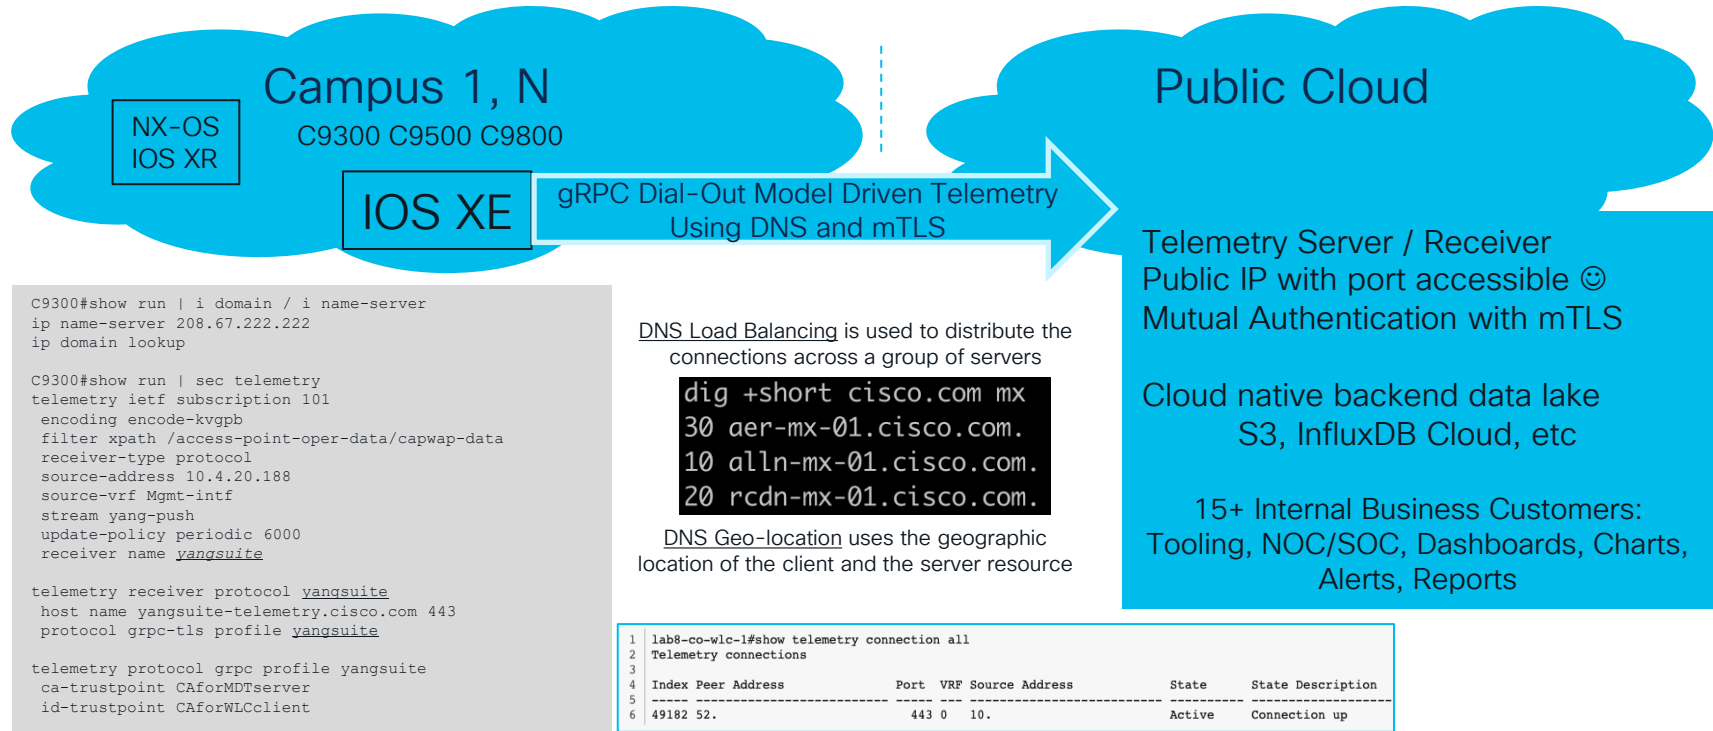 Campus 1, N
NX-OS
IOS XR
C9300 C9500 C9800
IOS XE
gRPC Dial-Out Model Driven Telemetry
Using DNS and mTLS
Public Cloud
Telemetry Server / Receiver
Public IP with port accessible ☺
Mutual Authentication with mTLS
Cloud native backend data lake
S3, InfluxDB Cloud, etc
15+ Internal Business Customers:
Tooling, NOC/SOC, Dashboards, Charts,
Alerts, Reports
C9300#show run | i domain / i name-server
ip name-server 208.67.222.222
ip domain lookup
C9300#show run | sec telemetry
telemetry ietf subscription 101
encoding encode-kvgpb
filter xpath /access-point-oper-data/capwap-data
receiver-type protocol
source-address 10.4.20.188
source-vrf Mgmt-intf
stream yang-push
update-policy periodic 6000
receiver name yangsuite
telemetry receiver protocol yangsuite
host name yangsuite-telemetry.cisco.com 443
protocol grpc-tls profile yangsuite
telemetry protocol grpc profile yangsuite
ca-trustpoint CAforMDTserver
id-trustpoint CAforWLCclient
DNS Load Balancing is used to distribute the
connections across a group of servers
dig +short cisco.com mx
30 aer-mx-01.cisco.com.
10 alln-mx-01.cisco.com.
20 rcdn-mx-01.cisco.com.
DNS Geo-location uses the geographic
location of the client and the server resource
1 lab8-co-wlc-1#show telemetry connection all
2 Telemetry connections
3
4 Index Peer Address Port VRF Source Address State State Description
5 ----- -------------------------- ----- --- -------------------------- ---------- --------------------
6 49182 52. 443 0 10. Active Connection up